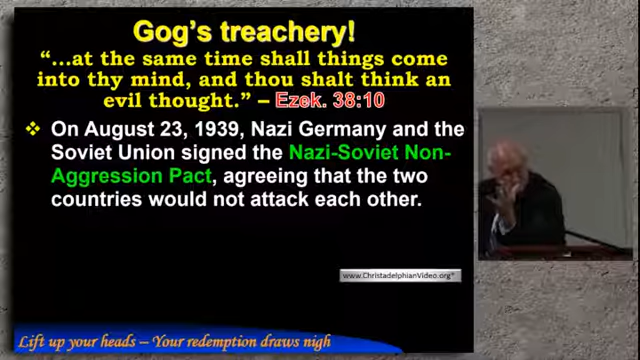 Gog's treachery!
“...at the same time shall things come
into thy mind, and thou shalt think an
evil thought.” – Ezek. 38:10
❖ On August 23, 1939, Nazi Germany and the
Soviet Union signed the Nazi-Soviet Non-
Aggression Pact, agreeing that the two
countries would not attack each other.
www.ChristadelphianVideo.org*
Lift up your heads – Your redemption draws nigh